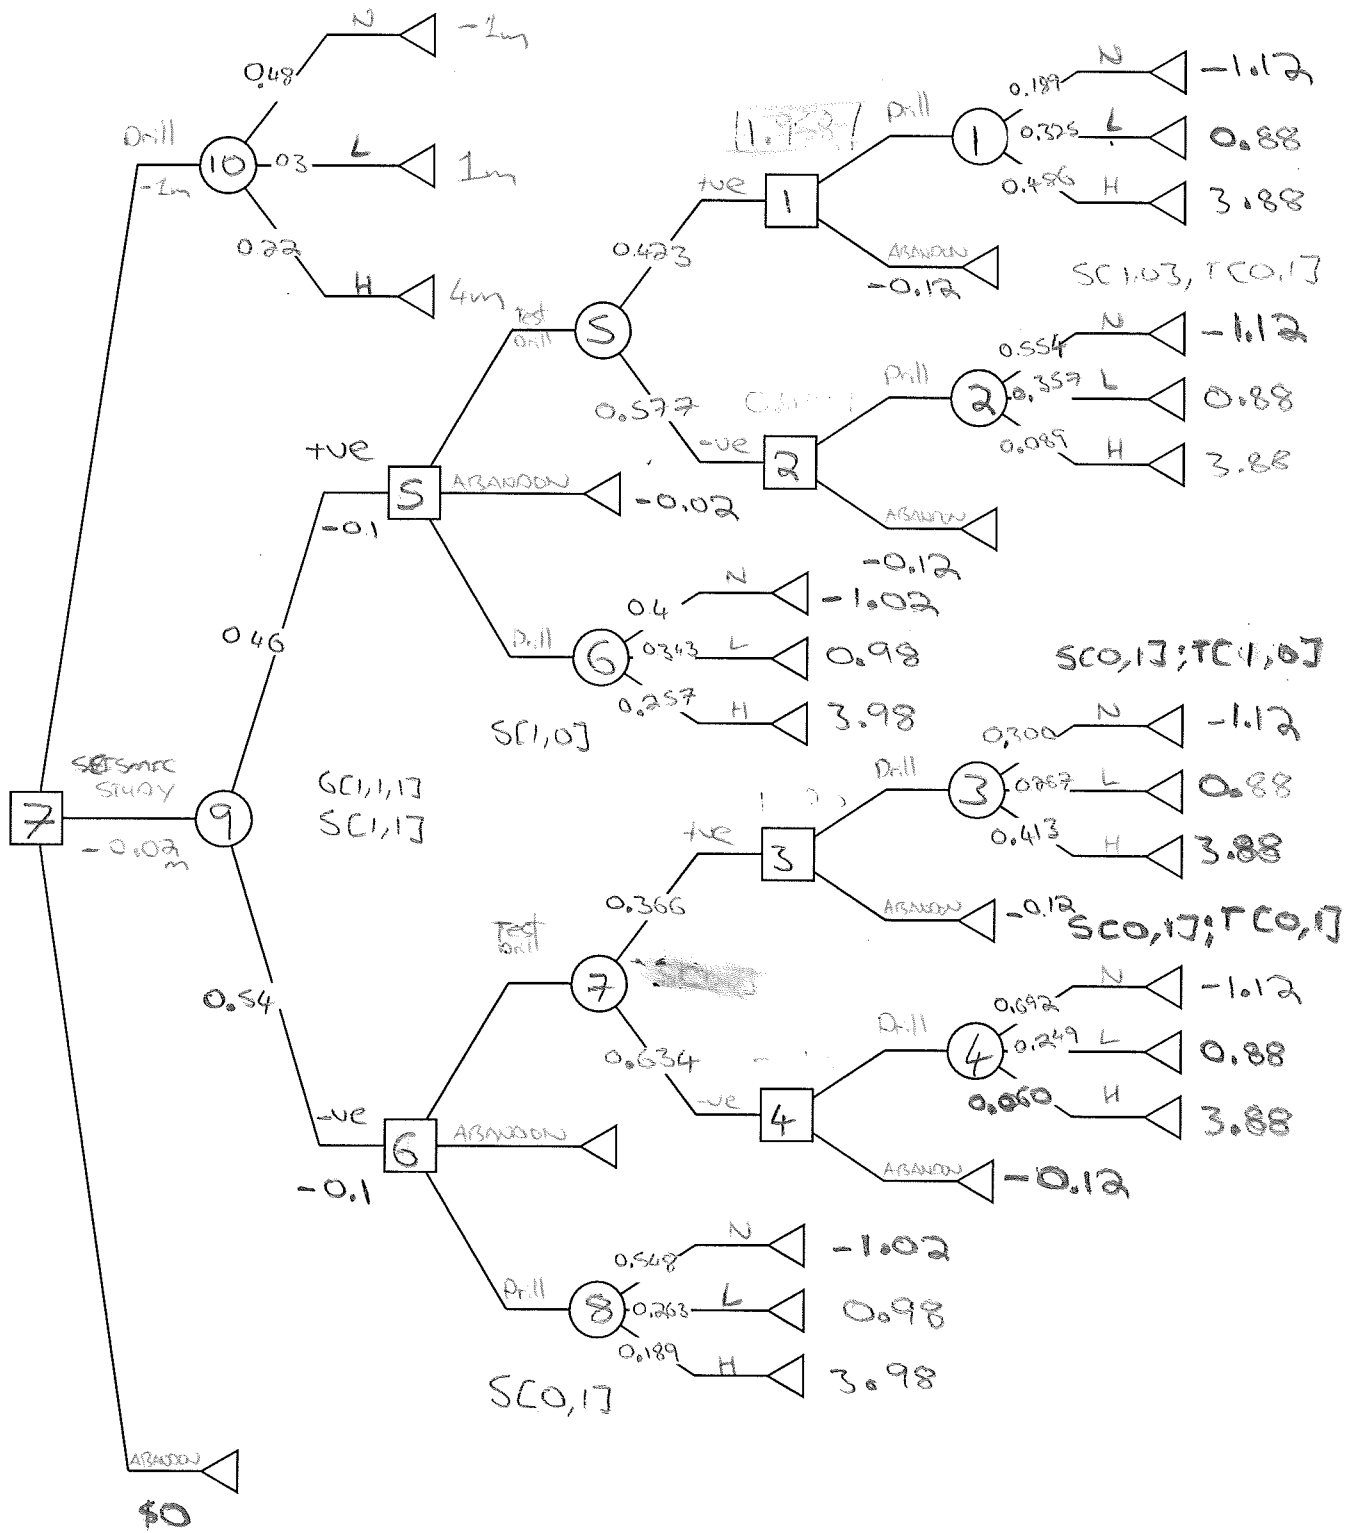 N
-1m
0.48
Drill
10
03
L
1m
-1m
0.22
H
4m
N
-1.12
0.189
Drill
1
0.325
L
0.88
0.486
H
3.88
+ve
1
0.423
ABANDON
-0.12
S[1,0], T[0,1]
Test
Drill
5
N
-1.12
0.554
Drill
2
0.357
L
0.88
0.089
H
3.88
0.577
-ve
2
+ve
5
ABANDON
-0.02
-0.1
ABANDON
-0.12
N
-1.02
0.4
0.46
Drill
6
0.343
L
0.98
0.257
H
3.98
S[1,0]
S[0,1];T[1,0]
N
-1.12
0.300
SEISMIC
STUDY
G[1,1,1]
S[1,1]
Drill
3
0.287
L
0.88
0.413
H
3.88
7
9
-0.02
m
+ve
3
0.366
ABANDON
-0.12
S[0,1];T[0,1]
Test
Drill
7
0.54
N
-1.12
0.692
Drill
4
0.249
L
0.88
0.060
H
3.88
0.634
-ve
4
-ve
6
ABANDON
-0.1
ABANDON
-0.12
N
-1.02
0.548
Drill
8
0.263
L
0.98
0.189
H
3.98
S[0,1]
ABANDON
$0